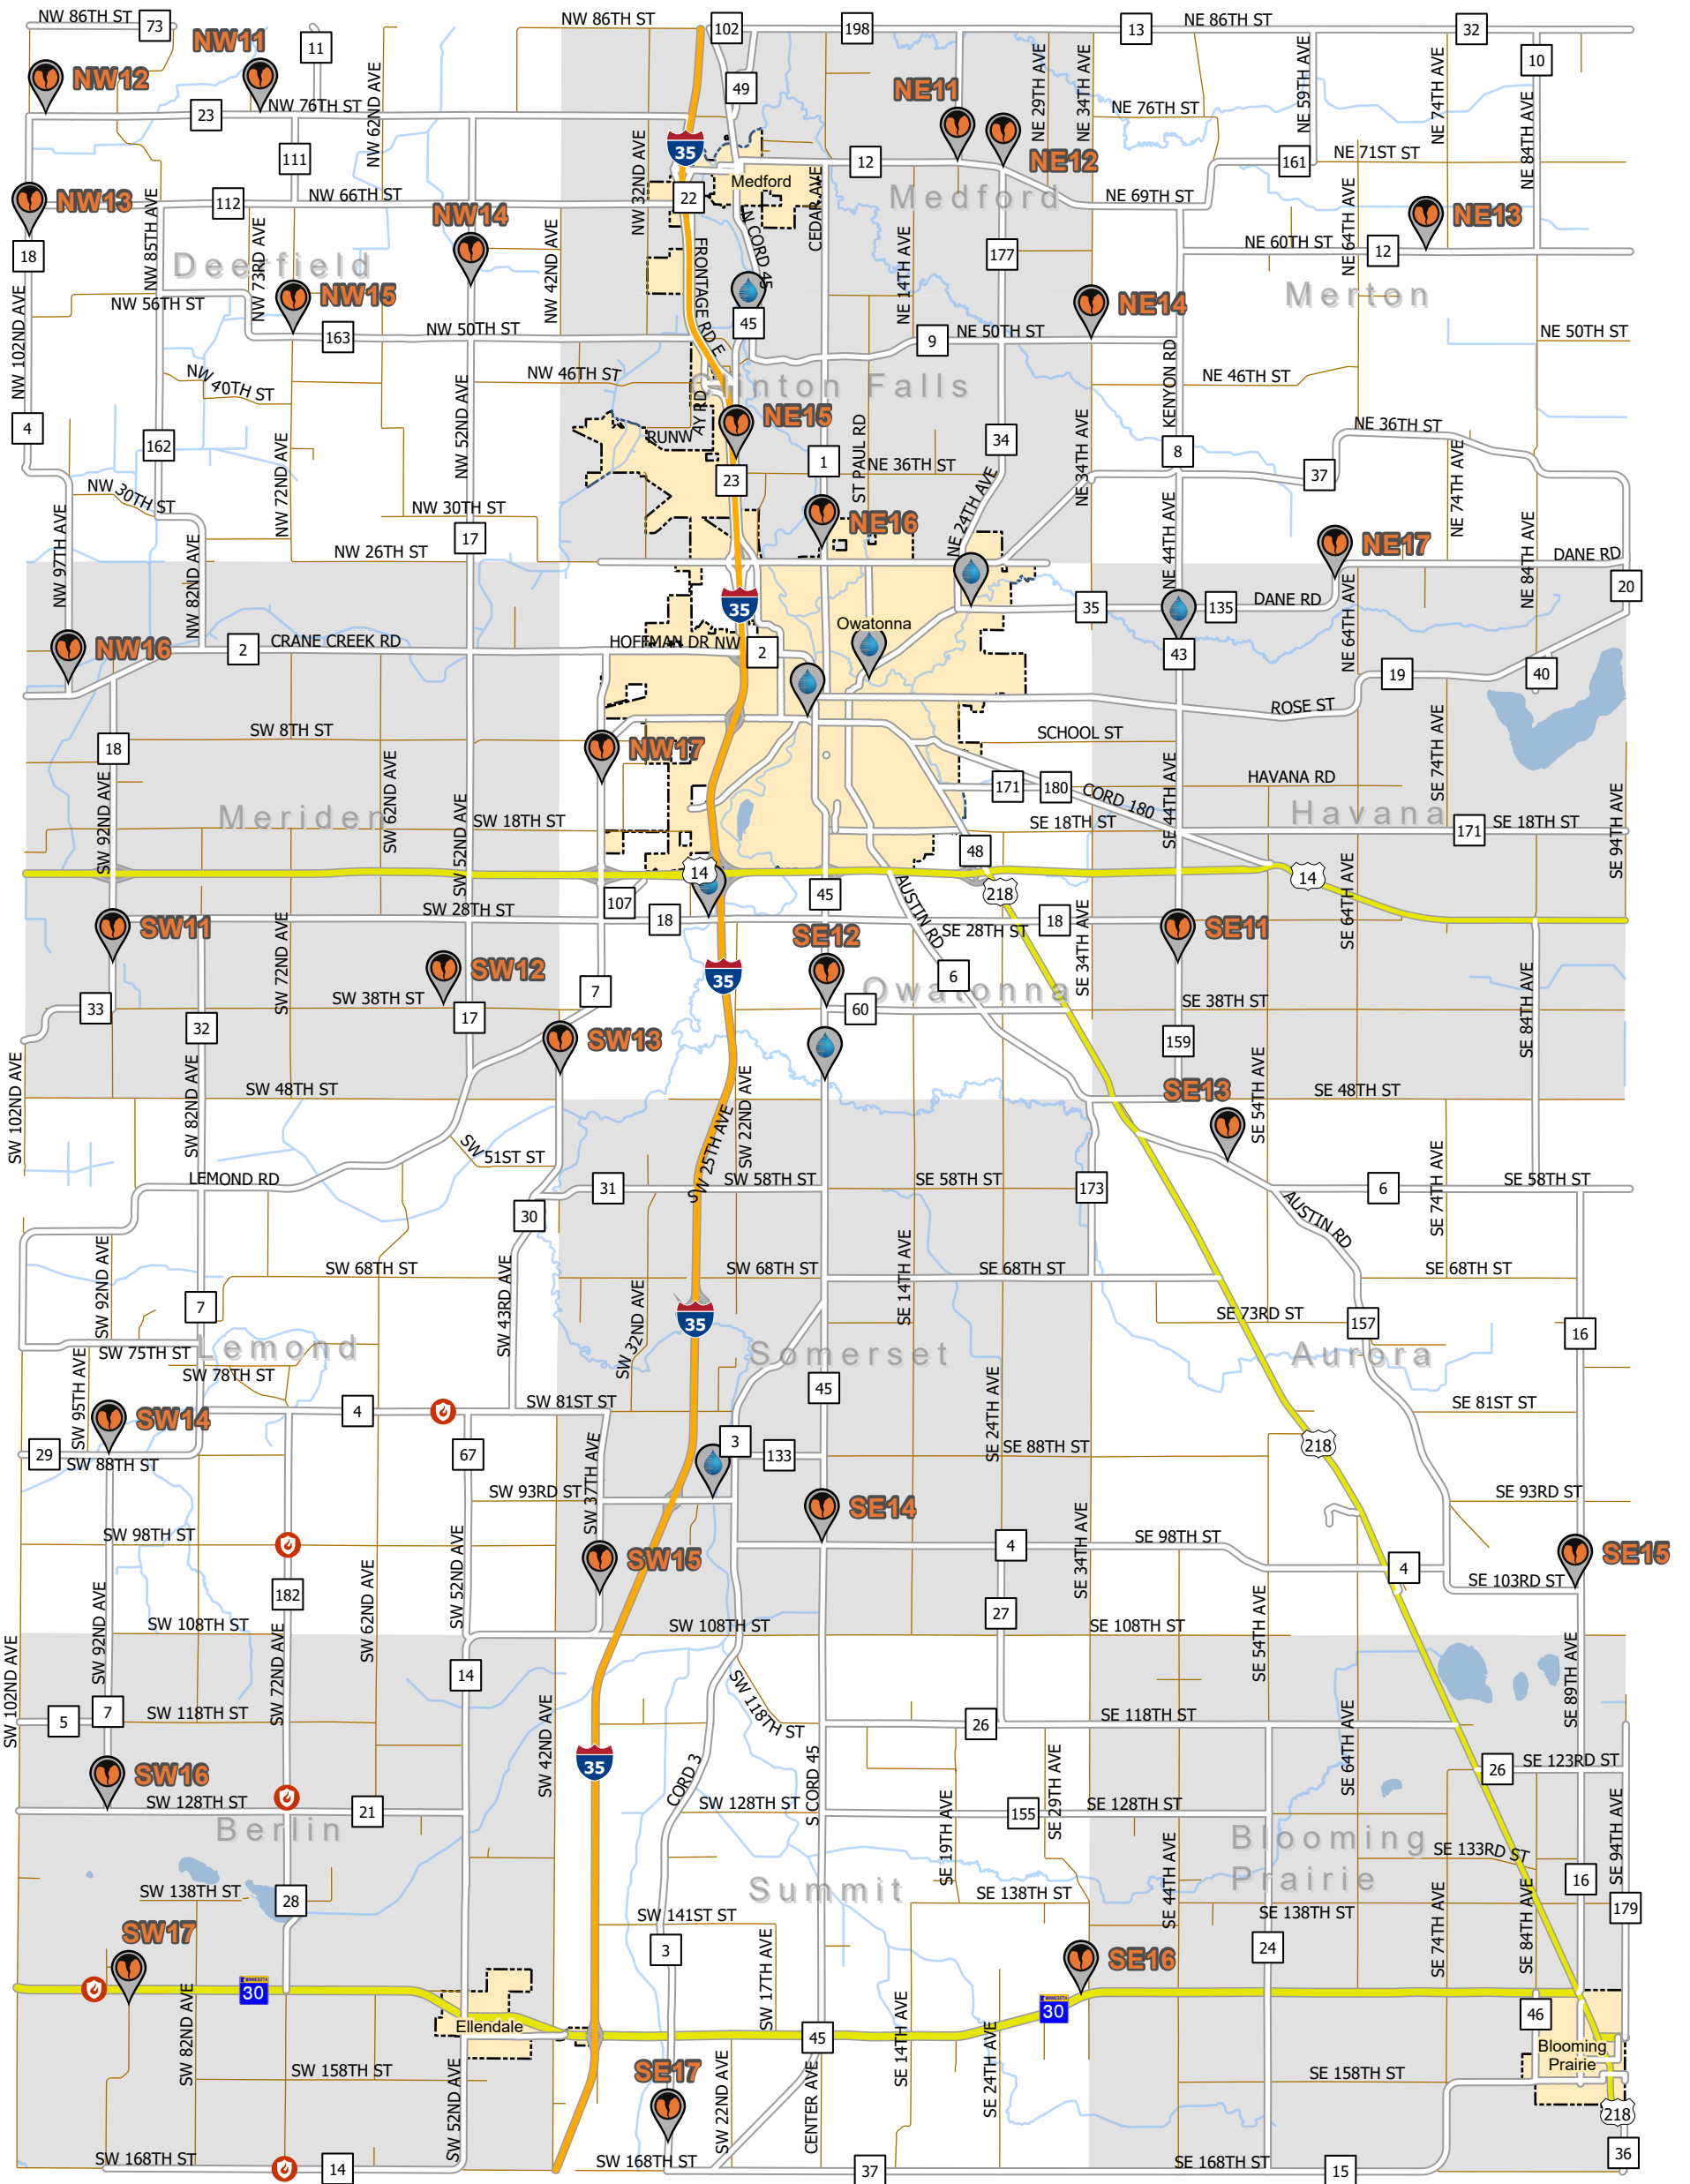 NW 86TH ST
73
NW11
11
NW 86TH ST
102
198
13
NE 86TH ST
32
10
NW12
NW 62ND AVE
49
NE11
NE 29TH AVE
NE 34TH AVE
NE 59TH AVE
NE 74TH AVE
NE 84TH AVE
23
NW 76TH ST
NE 76TH ST
35
111
NW 32ND AVE
12
NE12
161
NE 71ST ST
Medford
NW13
112
NW 66TH ST
22
CEDAR AVE
Medford
NE 69TH ST
NE 64TH AVE
NE13
NW 85TH AVE
NW 73RD AVE
NW14
NW 42ND AVE
N CORD 45
NE 14TH AVE
177
NE 60TH ST
12
18
Deerfield
FRONTAGE RD E
NW 102ND AVE
NW 56TH ST
NW15
45
NE14
Merton
163
NW 50TH ST
9
NE 50TH ST
NE 50TH ST
NW 40TH ST
NW 46TH ST
Clinton Falls
KENYON RD
NE 46TH ST
NW 52ND AVE
AY RD
RUNW
NE15
4
162
NW 72ND AVE
ST PAUL RD
34
NE 34TH AVE
8
NE 36TH ST
23
1
NE 36TH ST
37
NE 74TH AVE
NW 30TH ST
NW 30TH ST
NE 24TH AVE
NW 97TH AVE
NW 82ND AVE
17
NE16
NE 44TH AVE
NE17
NE 84TH AVE
NW 26TH ST
DANE RD
35
35
135
DANE RD
20
Owatonna
NE 64TH AVE
NW16
2
CRANE CREEK RD
HOFFMAN DR NW
2
43
19
40
ROSE ST
18
SW 8TH ST
NW17
SCHOOL ST
SW 62ND AVE
SE 44TH AVE
SE 74TH AVE
SW 92ND AVE
171
180
CORD 180
HAVANA RD
SE 94TH AVE
Meriden
SW 52ND AVE
SW 18TH ST
SE 18TH ST
Havana
171
SE 18TH ST
48
14
218
14
SE 64TH AVE
107
45
AUSTIN RD
SW11
SW 72ND AVE
SW 28TH ST
18
SE12
SE 28TH ST
18
SE 34TH AVE
SE11
SW12
35
6
SE 84TH AVE
33
SW 38TH ST
17
7
Owatonna
60
SE 38TH ST
32
SW13
159
SW 102ND AVE
SW 82ND AVE
SW 48TH ST
SW 22ND AVE
SW 25TH AVE
SE13
SE 54TH AVE
SE 48TH ST
SW 51ST ST
LEMOND RD
31
SW 58TH ST
SE 58TH ST
173
6
SE 74TH AVE
SE 58TH ST
30
AUSTIN RD
SW 92ND AVE
SW 43RD AVE
SW 68TH ST
SW 32ND AVE
SW 68TH ST
SE 14TH AVE
SE 68TH ST
SE 68TH ST
7
35
SE 73RD ST
157
16
Lemond
SW 75TH ST
SW 78TH ST
Somerset
Aurora
SW 95TH AVE
45
SE 24TH AVE
SW14
4
SW 81ST ST
SE 81ST ST
29
SW 88TH ST
67
SW 37TH AVE
3
133
SE 88TH ST
218
SW 93RD ST
SE14
SE 34TH AVE
SE 93RD ST
SW 98TH ST
SW 52ND AVE
SW15
4
SE 98TH ST
4
SE15
SE 103RD ST
182
SW 62ND AVE
SW 92ND AVE
27
SE 54TH AVE
SW 108TH ST
SW 108TH ST
SE 108TH ST
SW 102ND AVE
SW 72ND AVE
14
SE 89TH AVE
5
7
SW 118TH ST
SW 42ND AVE
SW 118TH ST
26
SE 118TH ST
SE 64TH AVE
SW16
35
CORD 3
S CORD 45
SE 29TH AVE
26
SE 123RD ST
SW 128TH ST
21
SW 128TH ST
SE 19TH AVE
155
SE 128TH ST
SE 94TH AVE
Berlin
Blooming
Prairie
SE 133RD ST
SE 44TH AVE
SW 138TH ST
28
Summit
SE 138TH ST
SE 138TH ST
SE 74TH AVE
SE 84TH AVE
16
179
SW17
SW 141ST ST
3
SW 17TH AVE
SE16
24
MINNESOTA
30
SW 82ND AVE
MINNESOTA
30
46
Ellendale
45
SE 14TH AVE
SE 24TH AVE
Blooming
Prairie
SW 158TH ST
SW 52ND AVE
SE17
SW 22ND AVE
CENTER AVE
SE 158TH ST
218
SW 168TH ST
14
SW 168TH ST
37
SE 168TH ST
15
36